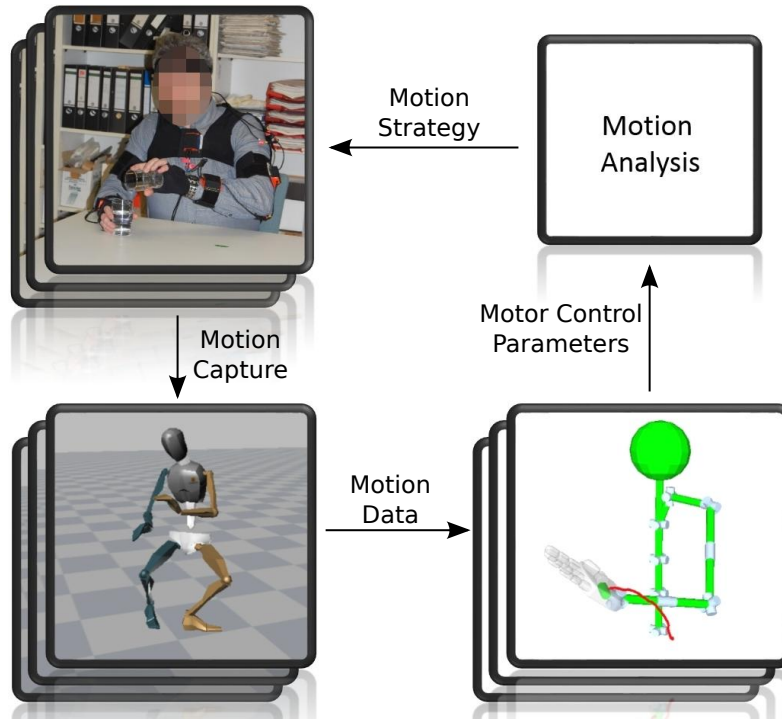 Motion
Strategy
Motion
Analysis
Motion
Capture
Motor Control
Parameters
Motion
Data